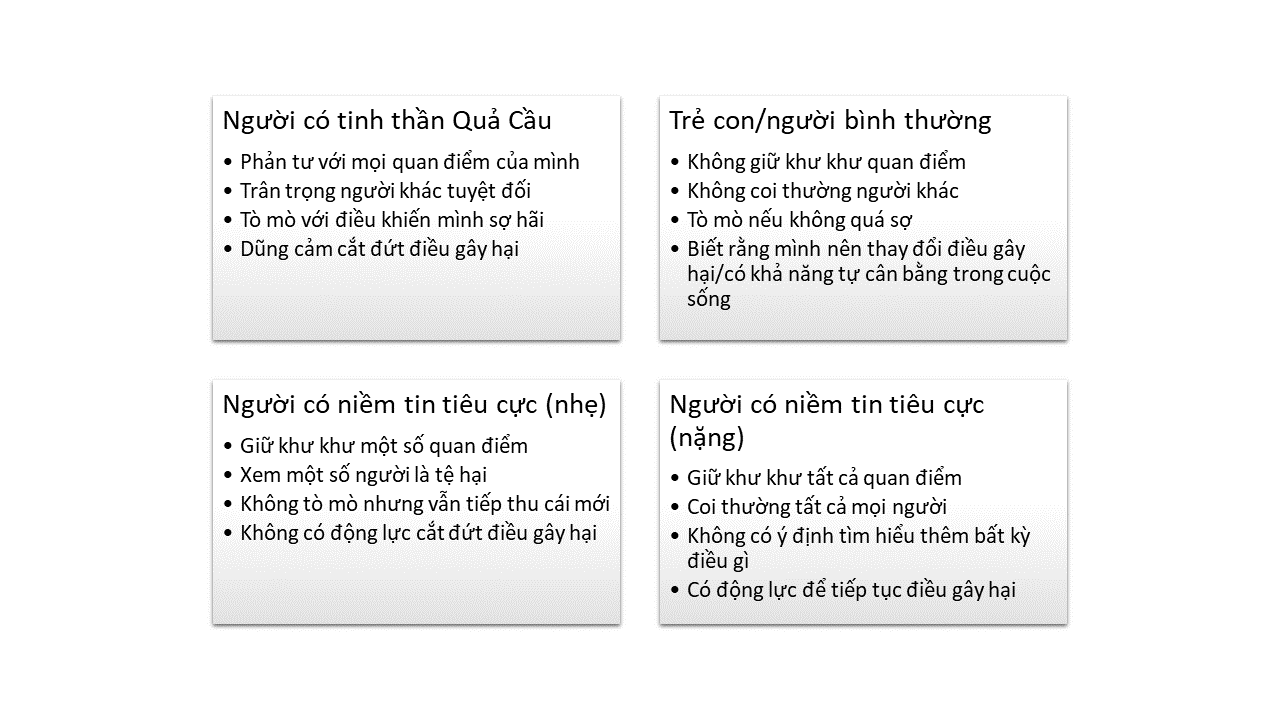 Người có tinh thần Quả Cầu
• Phản tư với mọi quan điểm của mình
• Trân trọng người khác tuyệt đối
• Tò mò với điều khiến mình sợ hãi
• Dũng cảm cắt đứt điều gây hại
Trẻ con/người bình thường
• Không giữ khư khư quan điểm
• Không coi thường người khác
• Tò mò nếu không quá sợ
• Biết rằng mình nên thay đổi điều gây
hại/có khả năng tự cân bằng trong cuộc
sống
Người có niềm tin tiêu cực (nhẹ)
• Giữ khư khư một số quan điểm
• Xem một số người là tệ hại
• Không tò mò nhưng vẫn tiếp thu cái mới
• Không có động lực cắt đứt điều gây hại
Người có niềm tin tiêu cực
(nặng)
• Giữ khư khư tất cả quan điểm
• Coi thường tất cả mọi người
• Không có ý định tìm hiểu thêm bất kỳ
điều gì
• Có động lực để tiếp tục điều gây hại